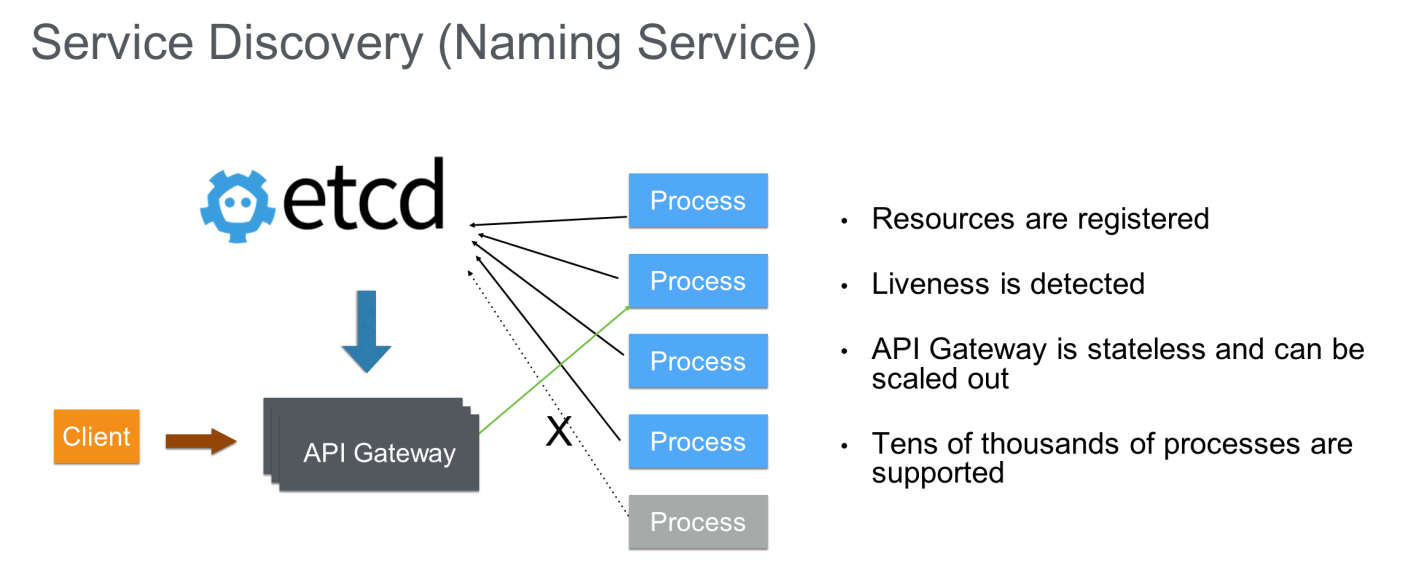 Service Discovery (Naming Service)
etcd
Process
Process
Process
Process
Process
X
Client
API Gateway
• Resources are registered
• Liveness is detected
• API Gateway is stateless and can be
scaled out
• Tens of thousands of processes are
supported